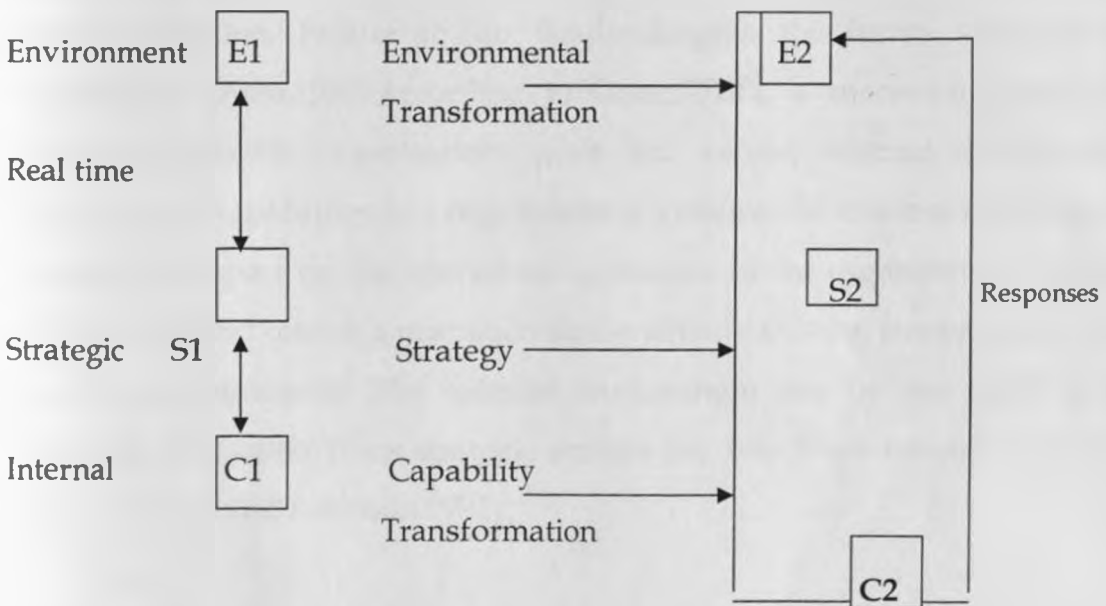 Environment E1 Environmental E2
Transformation
Real time
S2 Responses
Strategic S1 Strategy
Internal C1 Capability
Transformation
C2